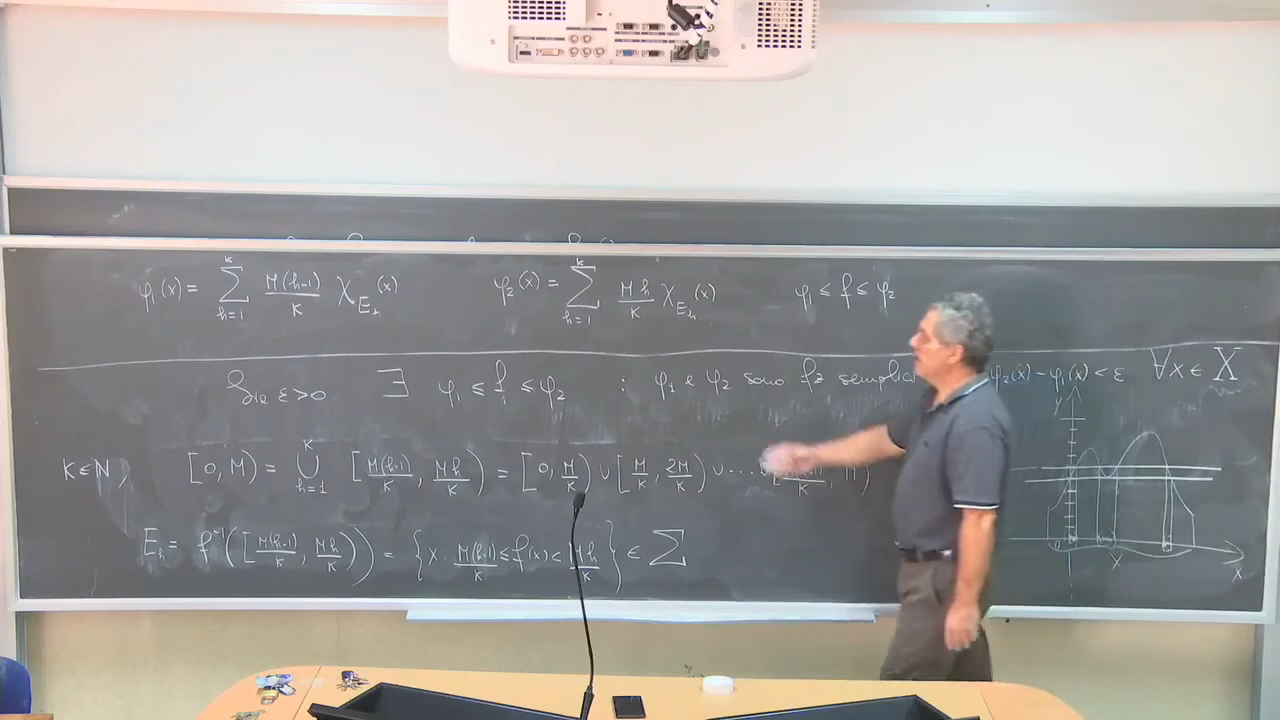 φ₁(x) = Σ_{h=1}^{K} M(h-1)/K χ_{E_h}(x)    φ₂(x) = Σ_{h=1}^{K} Mh/K χ_{E_h}(x)    φ₁ ≤ f ≤ φ₂
ε>0 ∃ φ₁ ≤ f ≤ φ₂ : φ₁ e φ₂ sono fz semplici φ₂(x) - φ₁(x) < ε ∀x ∈ X
K∈N, [0, M) = ⋃_{h=1}^{K} [M(h-1)/K, Mh/K) = [0, M/K) ∪ [M/K, 2M/K) ∪ ....
E_h = f⁻¹([M(h-1)/K, Mh/K)) = {x : M(h-1)/K ≤ f(x) < Mh/K} ∈ Σ
y
X
x